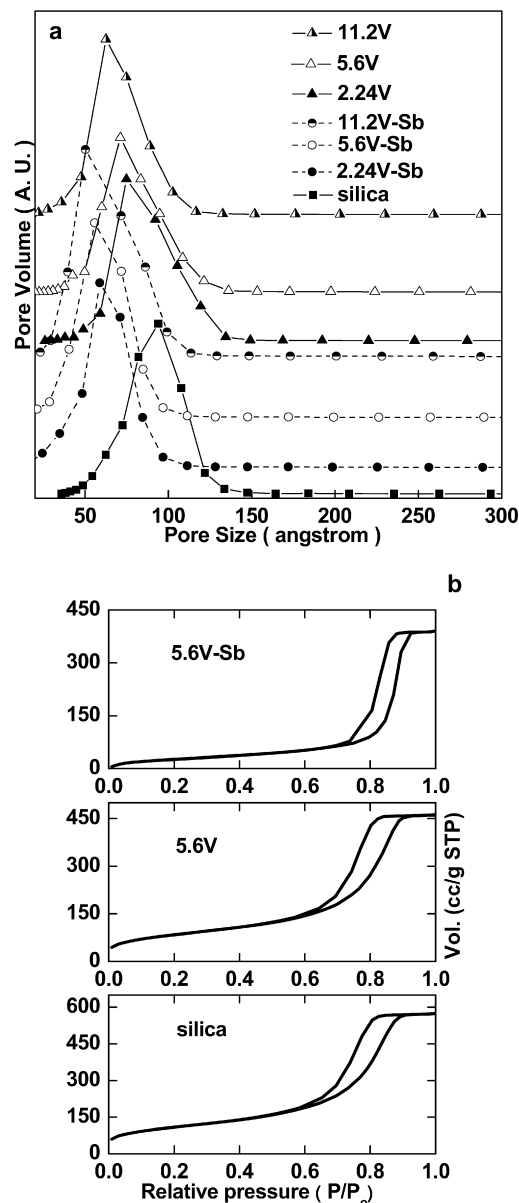 a
11.2V
5.6V
2.24V
11.2V-Sb
5.6V-Sb
2.24V-Sb
silica
Pore Volume ( A. U. )
50 100 150 200 250 300
Pore Size ( angstrom )
b
450
300
150
0
5.6V-Sb
0.0 0.2 0.4 0.6 0.8 1.0
450
300
150
0
5.6V
0.0 0.2 0.4 0.6 0.8 1.0
Vol. (cc/g STP)
600
450
300
150
0
silica
0.0 0.2 0.4 0.6 0.8 1.0
Relative pressure ( P/P₀)